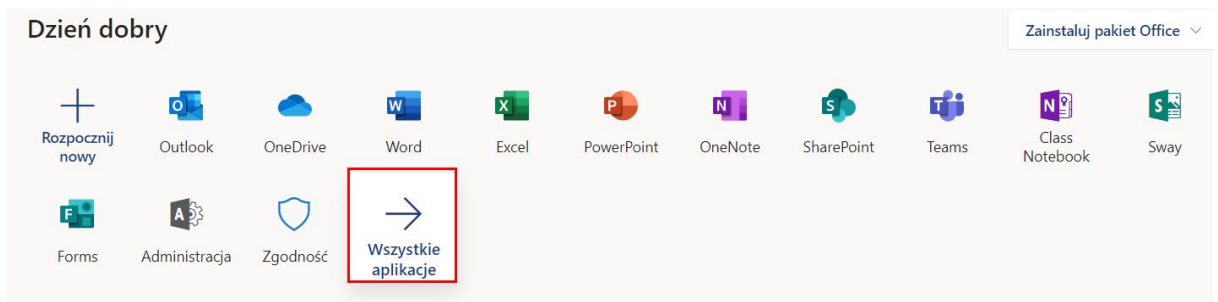 Dzień dobry
Zainstaluj pakiet Office
Rozpocznij
nowy
Outlook
OneDrive
Word
Excel
PowerPoint
OneNote
SharePoint
Teams
Class
Notebook
Sway
Forms
Administracja
Zgodność
Wszystkie
aplikacje